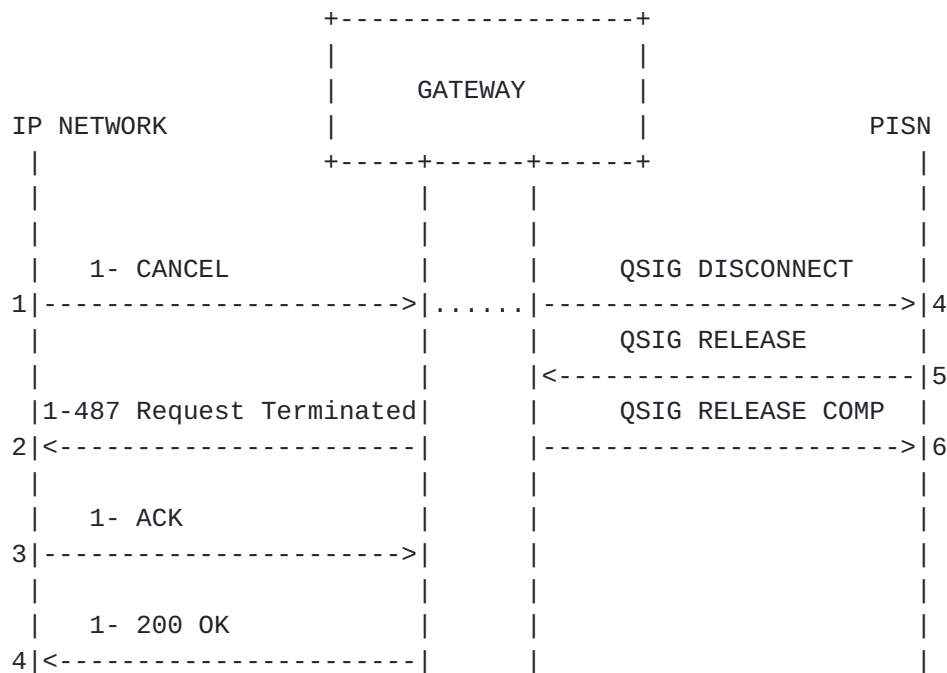 +-------------------+
|                   |
|     GATEWAY       |
IP NETWORK          |                   |              PISN
|                  +-----+------+------+                 |
|                        |      |                        |
|                        |      |                        |
|   1- CANCEL            |      |     QSIG DISCONNECT    |
1|----------------------->|......|----------------------->|4
|                        |      |     QSIG RELEASE       |
|                        |      |<-----------------------|5
|1-487 Request Terminated|      |     QSIG RELEASE COMP  |
2|<-----------------------|      |----------------------->|6
|                        |      |                        |
|   1- ACK               |      |                        |
3|----------------------->|      |                        |
|                        |      |                        |
|   1- 200 OK            |      |                        |
4|<-----------------------|      |                        |